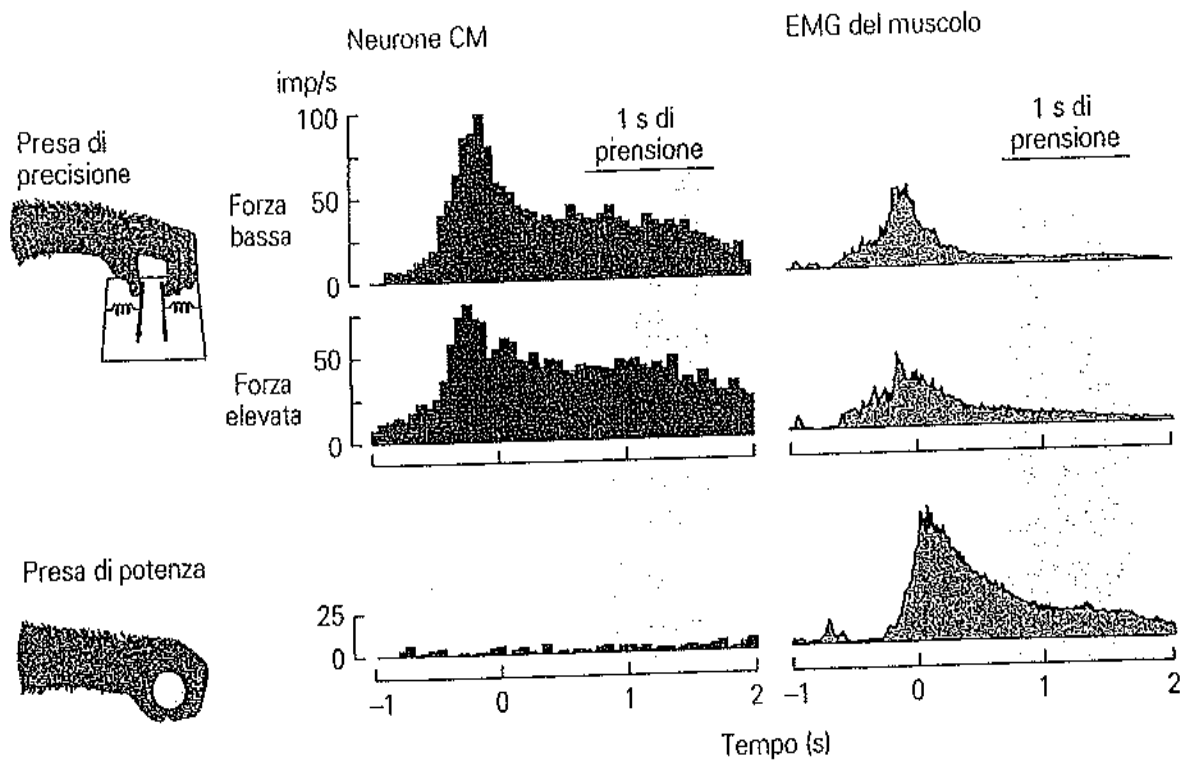 Neurone CM
EMG del muscolo
imp/s
100
50
0
1 s di
prensione
1 s di
prensione
Presa di
precisione
Forza
bassa
50
0
Forza
elevata
Presa di potenza
25
0
–1
0
1
2
–1
0
1
2
Tempo (s)